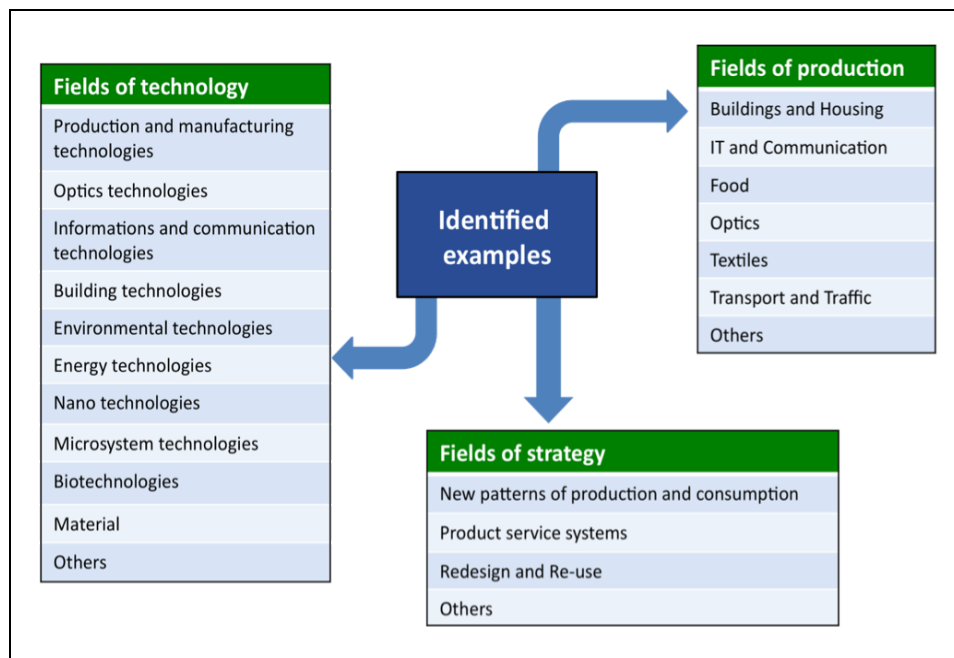 Fields of technology
Production and manufacturing
technologies
Optics technologies
Informations and communication
technologies
Building technologies
Environmental technologies
Energy technologies
Nano technologies
Microsystem technologies
Biotechnologies
Material
Others
Identified
examples
Fields of production
Buildings and Housing
IT and Communication
Food
Optics
Textiles
Transport and Traffic
Others
Fields of strategy
New patterns of production and consumption
Product service systems
Redesign and Re-use
Others